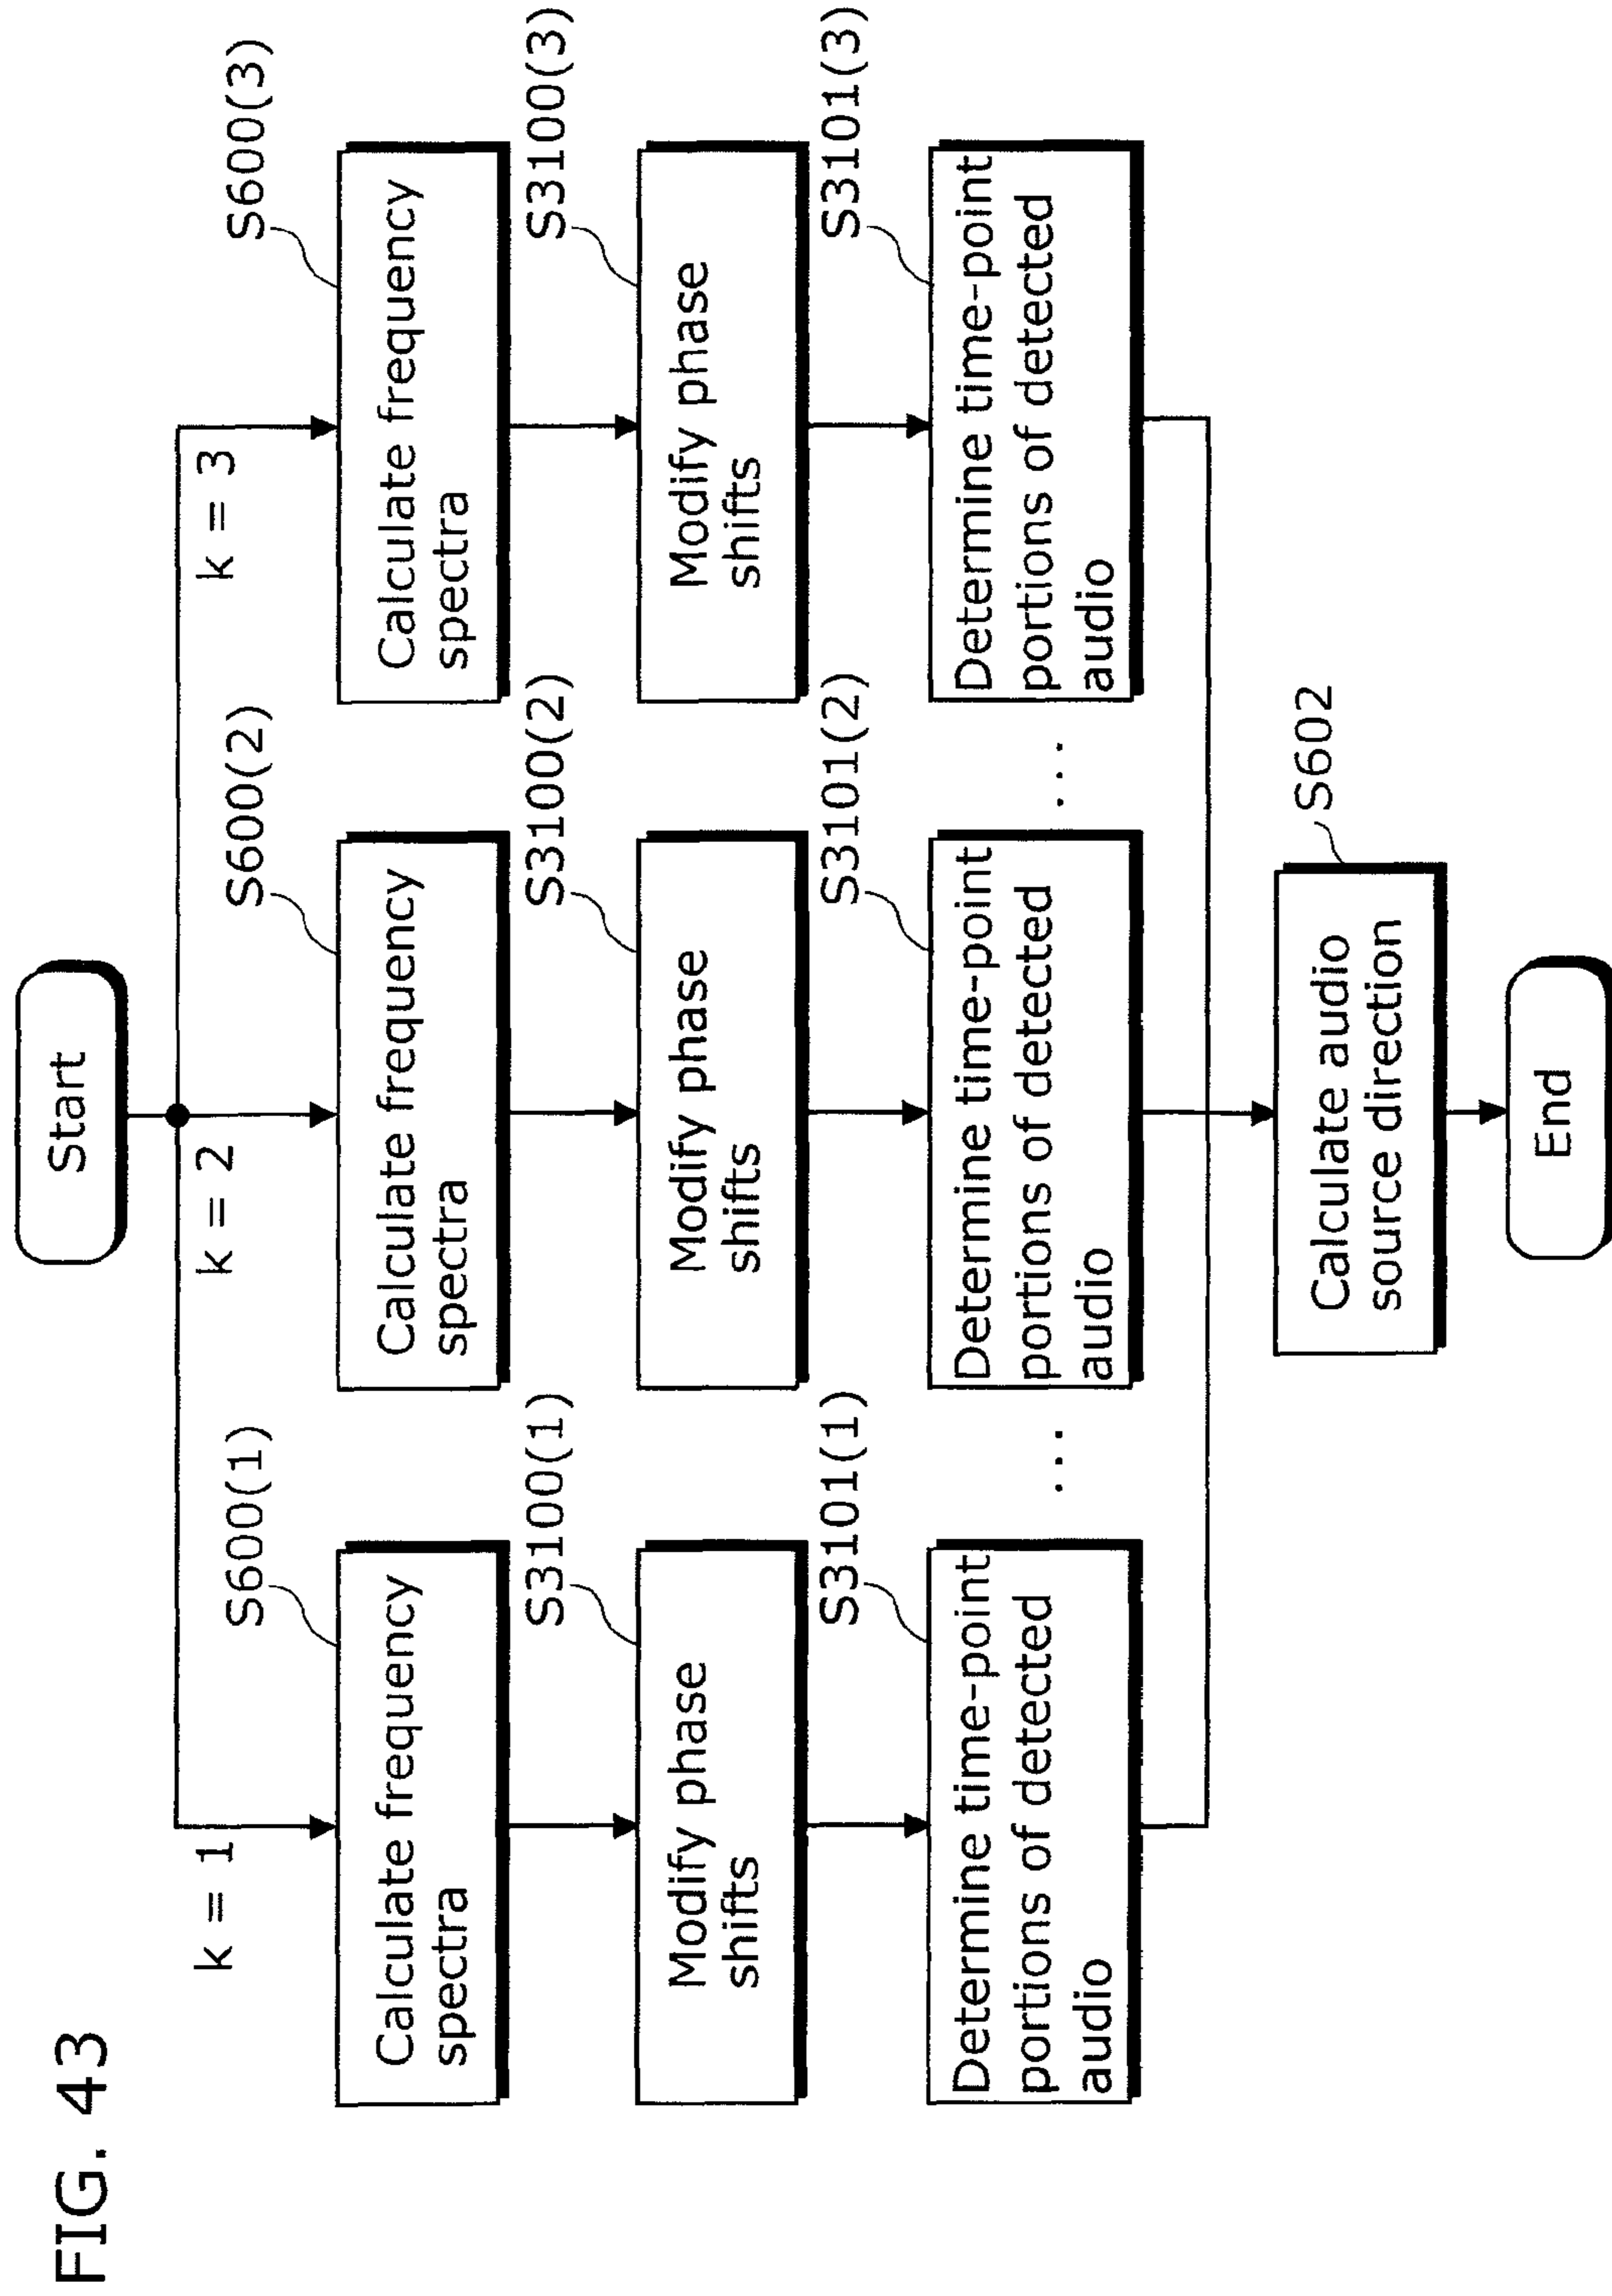 FIG. 43
Start
k = 1
k = 2
k = 3
S600(1)
S600(2)
S600(3)
Calculate frequency
spectra
Calculate frequency
spectra
Calculate frequency
spectra
S3100(1)
S3100(2)
S3100(3)
Modify phase
shifts
Modify phase
shifts
Modify phase
shifts
S3101(1)
S3101(2)
S3101(3)
Determine time-point
portions of detected
audio
...
Determine time-point
portions of detected
audio
...
Determine time-point
portions of detected
audio
S602
Calculate audio
source direction
End